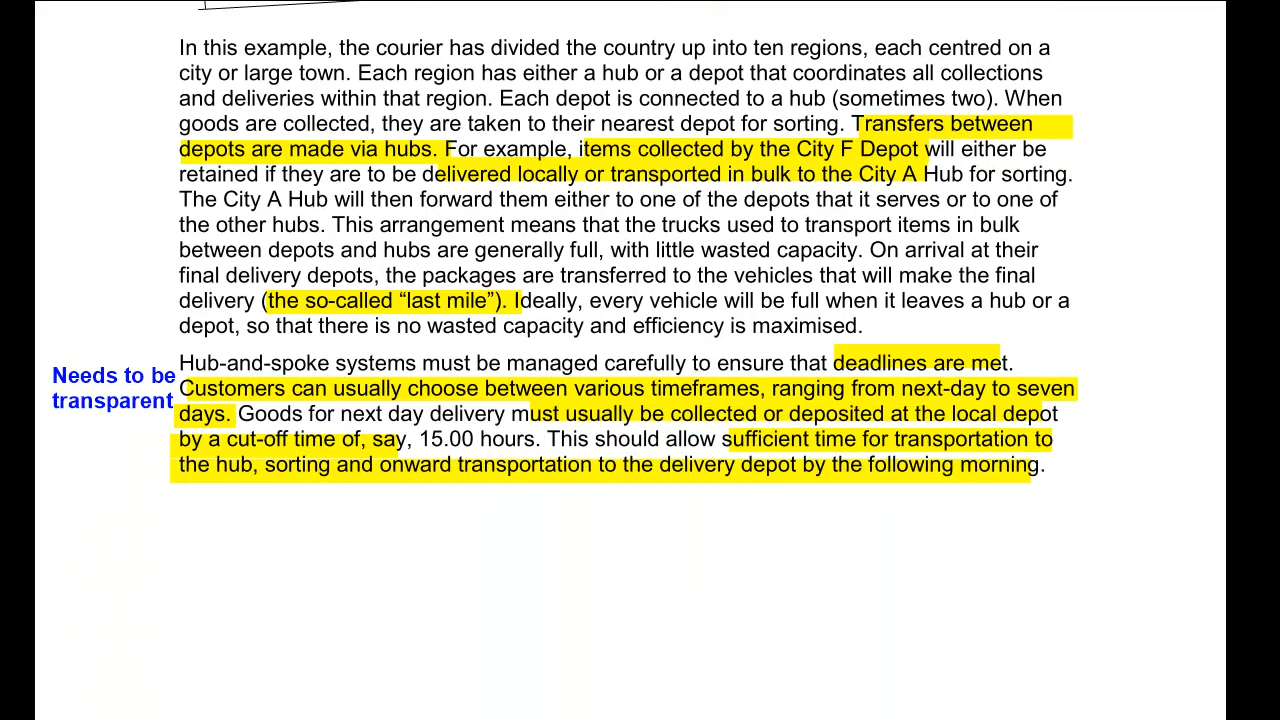 In this example, the courier has divided the country up into ten regions, each centred on a
city or large town. Each region has either a hub or a depot that coordinates all collections
and deliveries within that region. Each depot is connected to a hub (sometimes two). When
goods are collected, they are taken to their nearest depot for sorting. Transfers between
depots are made via hubs. For example, items collected by the City F Depot will either be
retained if they are to be delivered locally or transported in bulk to the City A Hub for sorting.
The City A Hub will then forward them either to one of the depots that it serves or to one of
the other hubs. This arrangement means that the trucks used to transport items in bulk
between depots and hubs are generally full, with little wasted capacity. On arrival at their
final delivery depots, the packages are transferred to the vehicles that will make the final
delivery (the so-called “last mile”). Ideally, every vehicle will be full when it leaves a hub or a
depot, so that there is no wasted capacity and efficiency is maximised.
Hub-and-spoke systems must be managed carefully to ensure that deadlines are met.
Customers can usually choose between various timeframes, ranging from next-day to seven
days. Goods for next day delivery must usually be collected or deposited at the local depot
by a cut-off time of, say, 15.00 hours. This should allow sufficient time for transportation to
the hub, sorting and onward transportation to the delivery depot by the following morning.
Needs to be
transparent